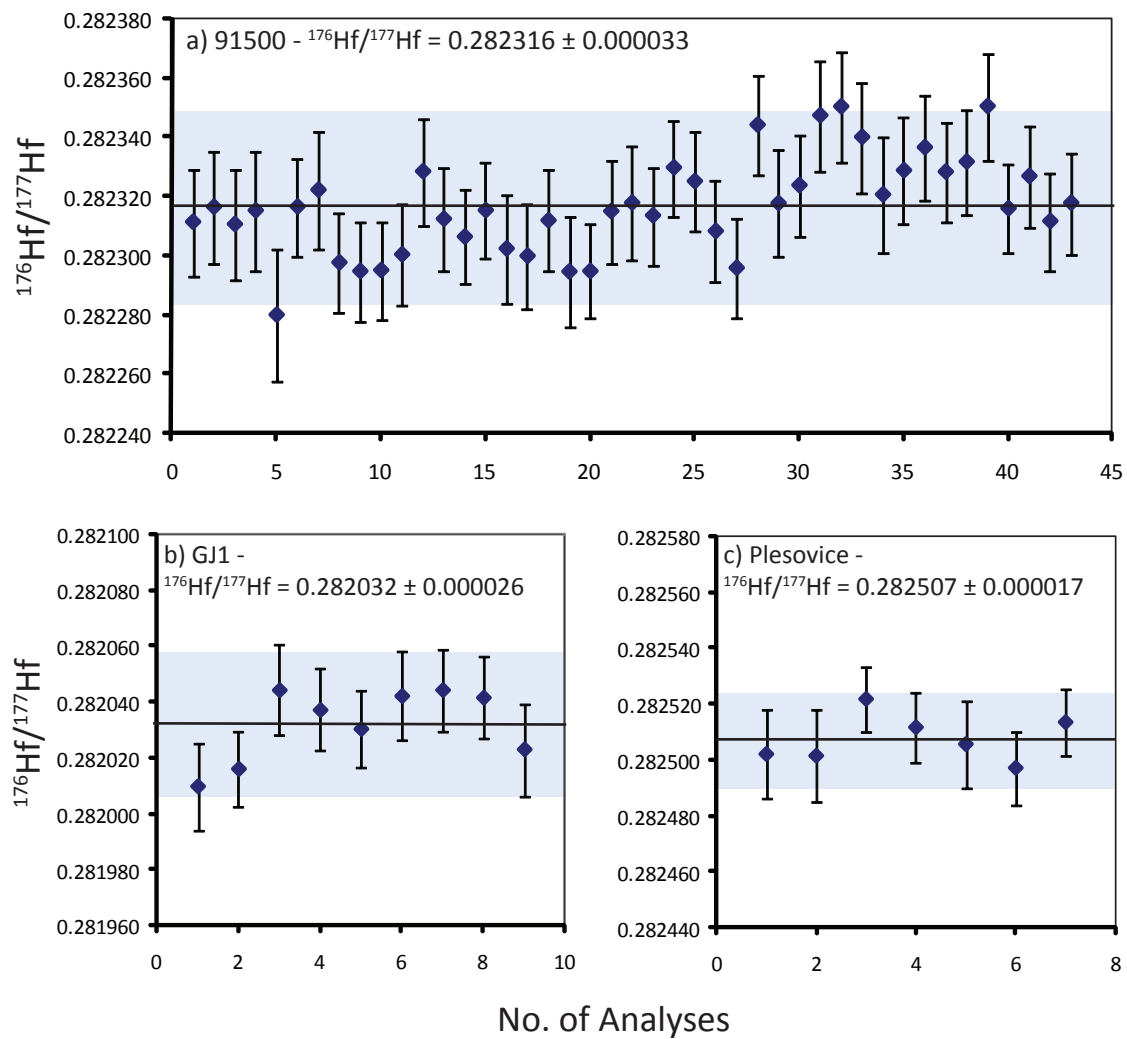 a) 91500 - ¹⁷⁶Hf/¹⁷⁷Hf = 0.282316 ± 0.000033
¹⁷⁶Hf/¹⁷⁷Hf
0.282380
0.282360
0.282340
0.282320
0.282300
0.282280
0.282260
0.282240
0 5 10 15 20 25 30 35 40 45
b) GJ1 -
¹⁷⁶Hf/¹⁷⁷Hf = 0.282032 ± 0.000026
¹⁷⁶Hf/¹⁷⁷Hf
0.282100
0.282080
0.282060
0.282040
0.282020
0.282000
0.281980
0.281960
0 2 4 6 8 10
c) Plesovice -
¹⁷⁶Hf/¹⁷⁷Hf = 0.282507 ± 0.000017
0.282580
0.282560
0.282540
0.282520
0.282500
0.282480
0.282460
0.282440
0 2 4 6 8
No. of Analyses